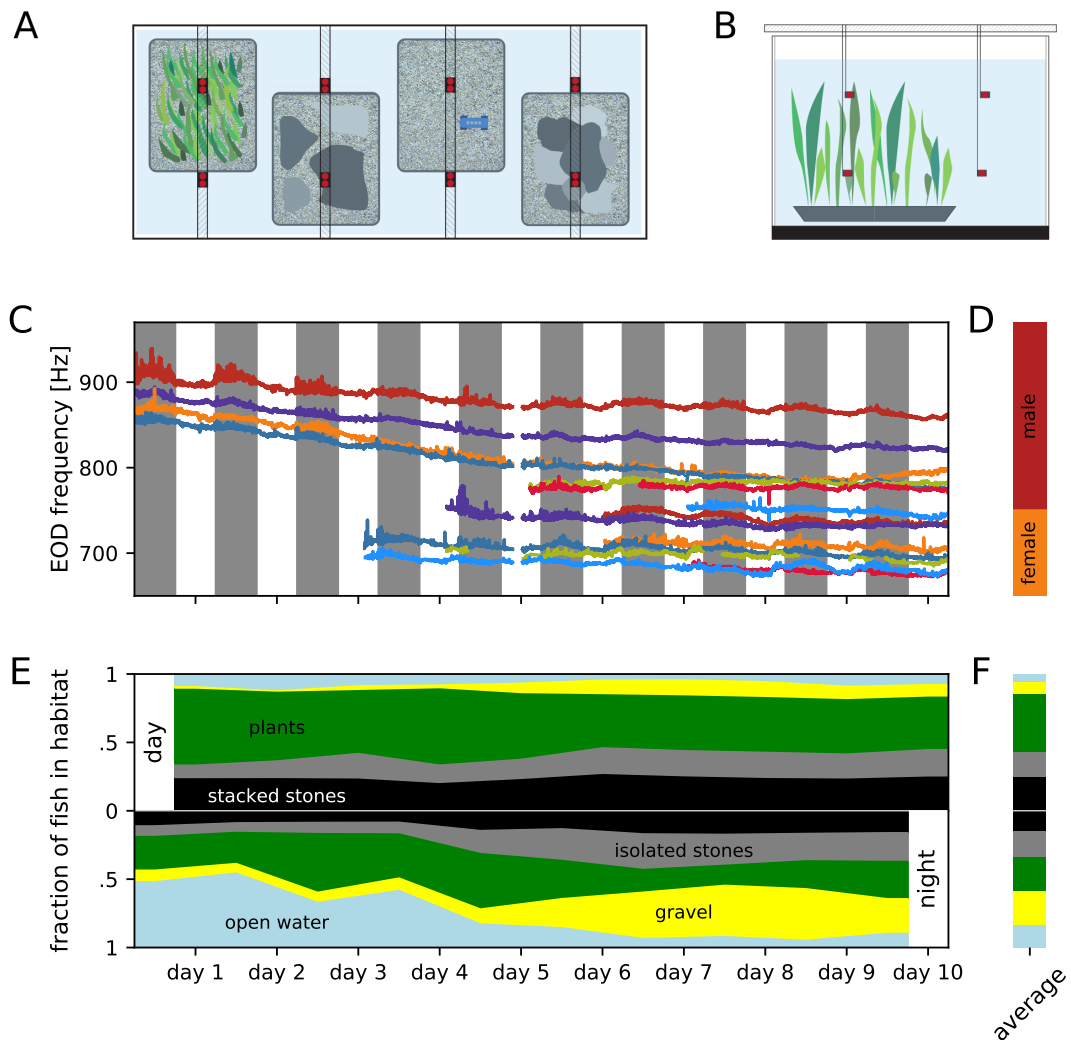 A
B
C
D
EOD frequency [Hz]
900
800
700
male
female
E
F
fraction of fish in habitat
1
.5
0
.5
1
day
plants
stacked stones
isolated stones
gravel
open water
night
day 1 day 2 day 3 day 4 day 5 day 6 day 7 day 8 day 9 day 10
average